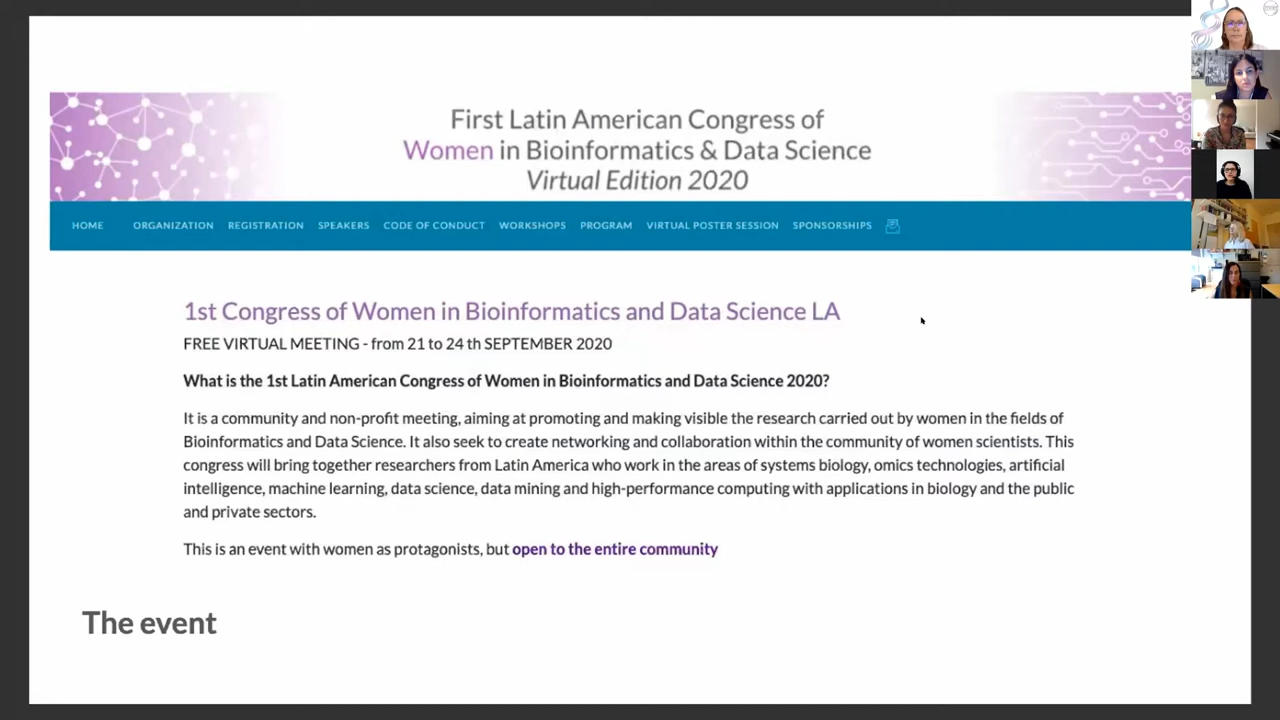 First Latin American Congress of
Women in Bioinformatics & Data Science
Virtual Edition 2020
HOME ORGANIZATION REGISTRATION SPEAKERS CODE OF CONDUCT WORKSHOPS PROGRAM VIRTUAL POSTER SESSION SPONSORSHIPS
1st Congress of Women in Bioinformatics and Data Science LA
FREE VIRTUAL MEETING - from 21 to 24 th SEPTEMBER 2020
What is the 1st Latin American Congress of Women in Bioinformatics and Data Science 2020?
It is a community and non-profit meeting, aiming at promoting and making visible the research carried out by women in the fields of
Bioinformatics and Data Science. It also seek to create networking and collaboration within the community of women scientists. This
congress will bring together researchers from Latin America who work in the areas of systems biology, omics technologies, artificial
intelligence, machine learning, data science, data mining and high-performance computing with applications in biology and the public
and private sectors.
This is an event with women as protagonists, but open to the entire community
The event